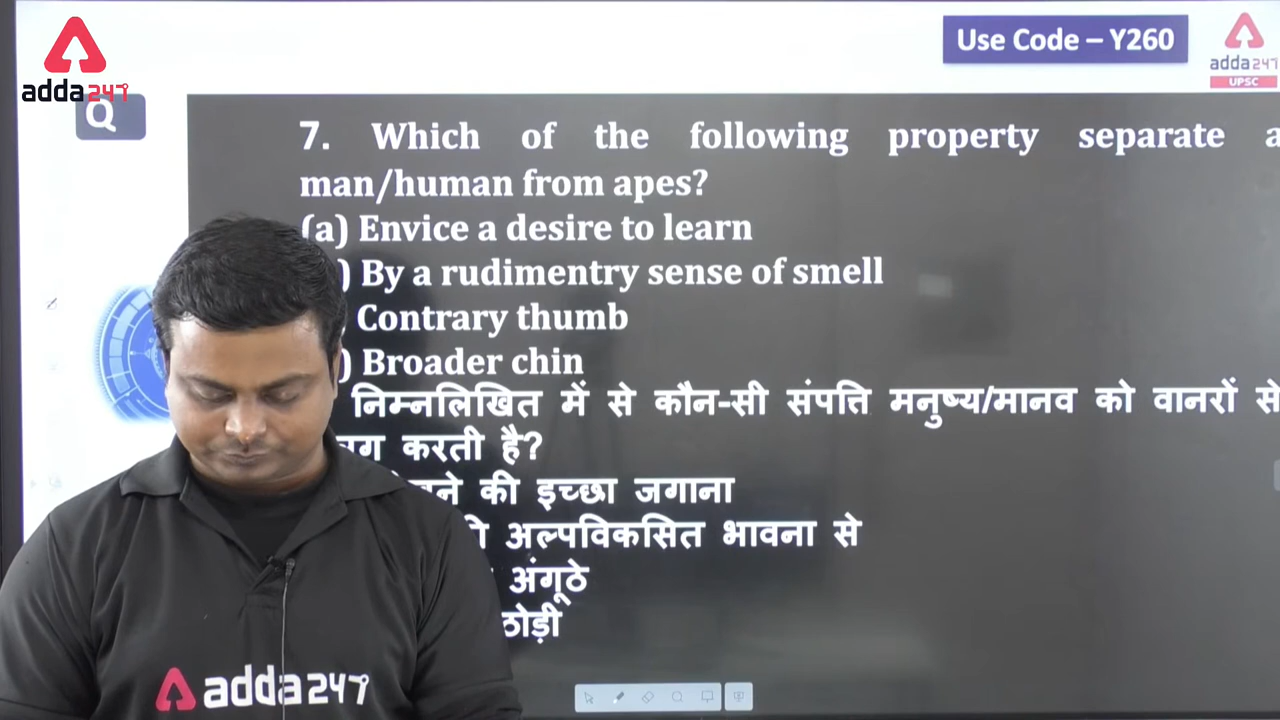 adda247
Use Code – Y260
adda247
UPSC
Q
7. Which of the following property separate a
man/human from apes?
(a) Envice a desire to learn
) By a rudimentry sense of smell
Contrary thumb
) Broader chin
निम्नलिखित में से कौन-सी संपत्ति मनुष्य/मानव को वानरों से
करती है?
की इच्छा जगाना
अल्पविकसित भावना से
अंगूठे
ठोड़ी
adda247